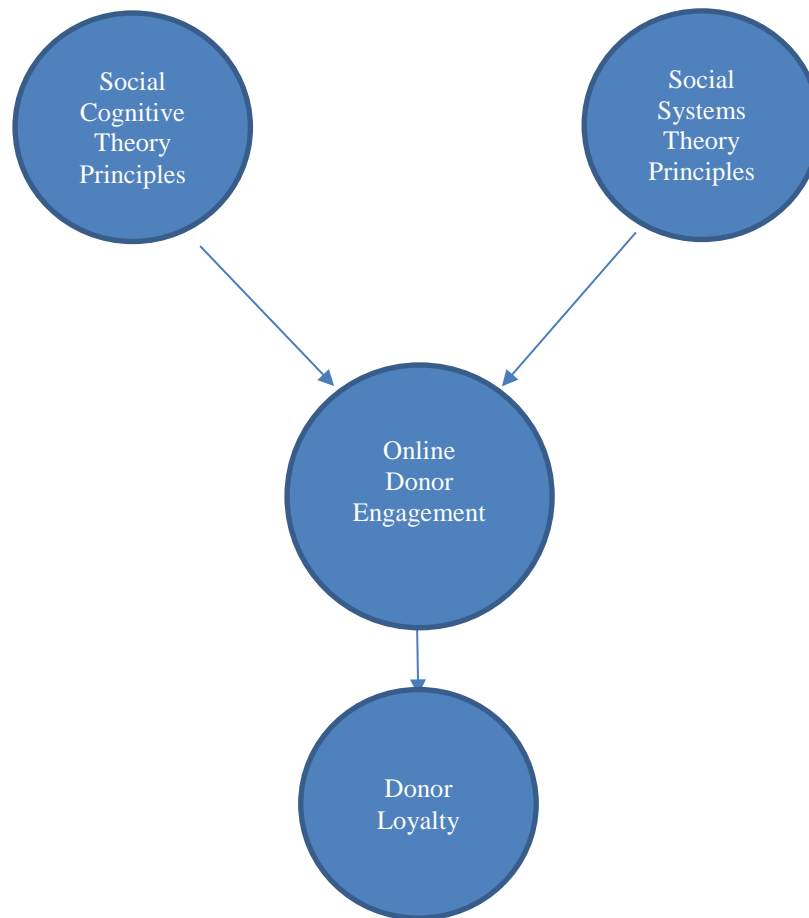 Social
Cognitive
Theory
Principles
Social
Systems
Theory
Principles
Online
Donor
Engagement
Donor
Loyalty